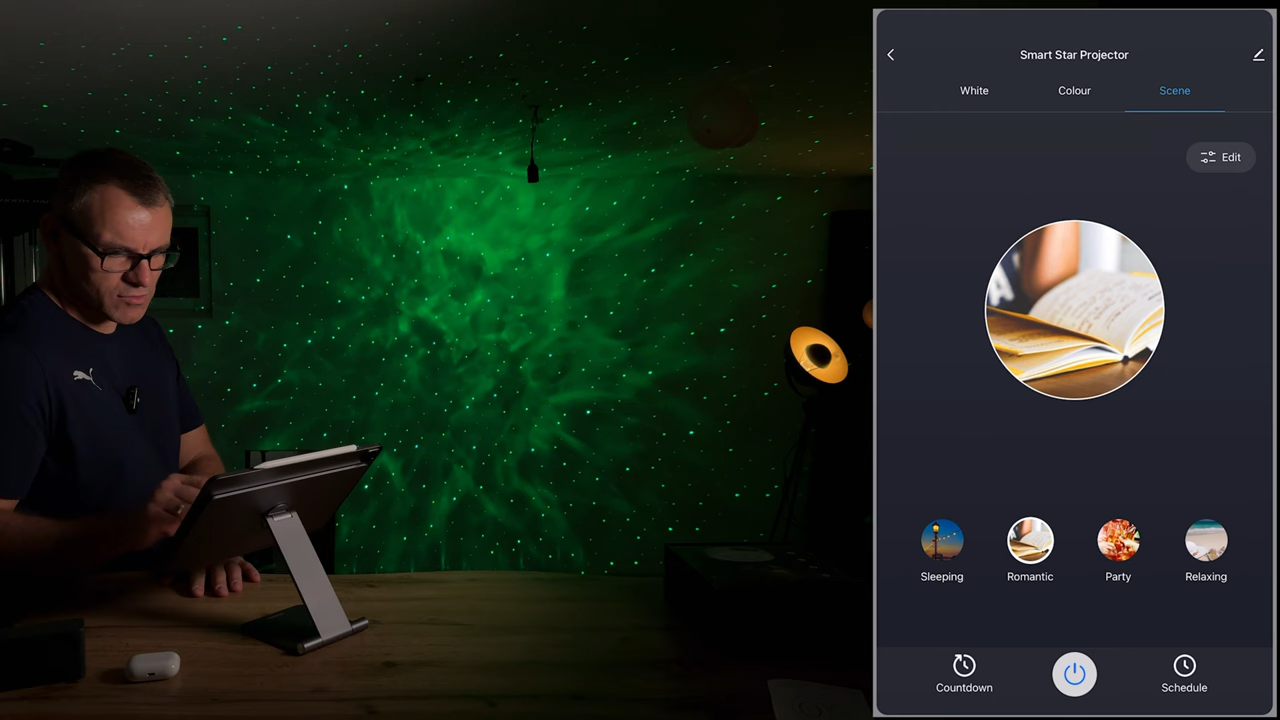 Smart Star Projector
White
Colour
Scene
Edit
Sleeping
Romantic
Party
Relaxing
Countdown
Schedule